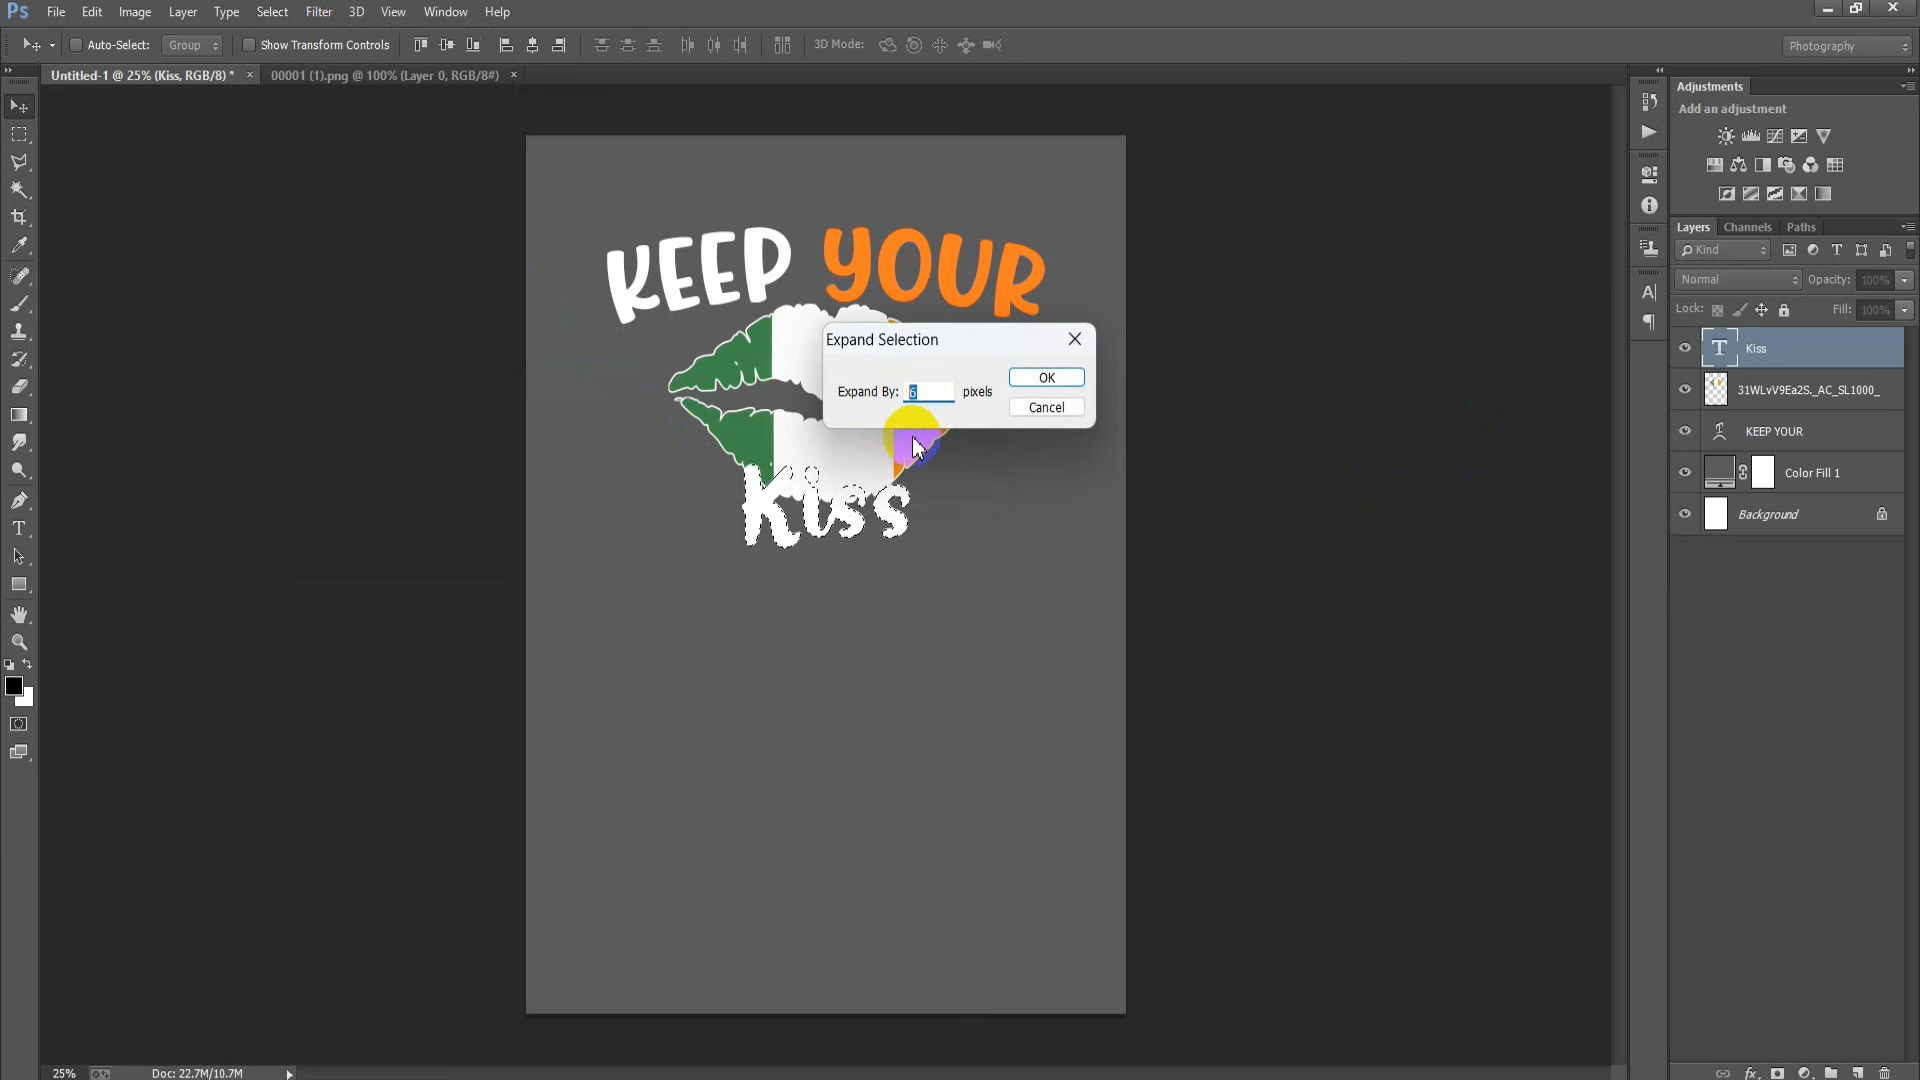 Ps File Edit Image Layer Type Select Filter 3D View Window Help
Auto-Select: Group Show Transform Controls 3D Mode: Photography
Untitled-1 @ 25% (Kiss, RGB/8) * × 00001 (1).png @ 100% (Layer 0, RGB/8#) ×
Adjustments
Add an adjustment
Layers Channels Paths
Kind
Normal Opacity: 100%
Lock: Fill: 100%
Kiss
31WLvV9Ea2S._AC_SL1000_
KEEP YOUR
Color Fill 1
Background
KEEP YOUR
Expand Selection
Expand By: 6 pixels
OK
Cancel
Kiss
25% Doc: 22.7M/10.7M